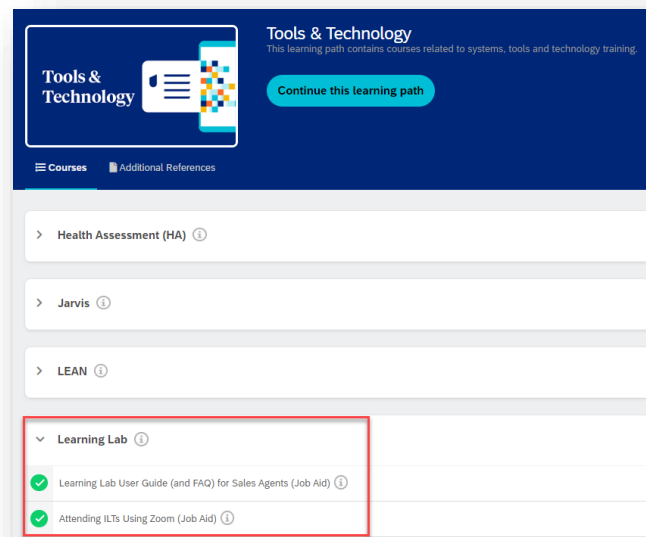 Tools & Technology
This learning path contains courses related to systems, tools and technology training.
Tools &
Technology
Continue this learning path
Courses
Additional References
Health Assessment (HA)
Jarvis
LEAN
Learning Lab
Learning Lab User Guide (and FAQ) for Sales Agents (Job Aid)
Attending ILTs Using Zoom (Job Aid)